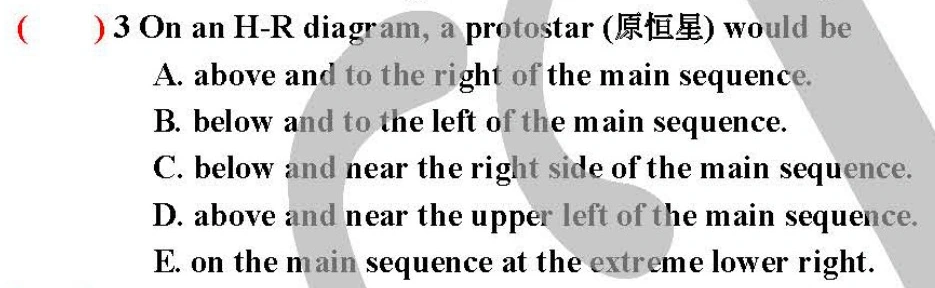 (      ) 3 On an H-R diagram, a protostar (原恒星) would be
A. above and to the right of the main sequence.
B. below and to the left of the main sequence.
C. below and near the right side of the main sequence.
D. above and near the upper left of the main sequence.
E. on the main sequence at the extreme lower right.